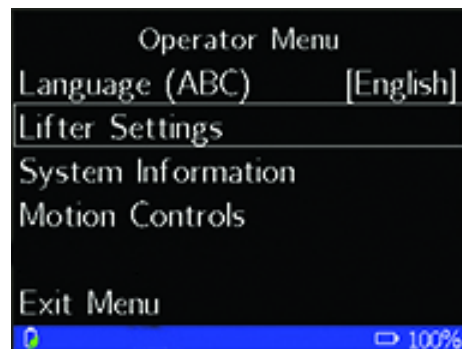 Operator Menu
Language (ABC) [English]
Lifter Settings
System Information
Motion Controls
Exit Menu
100%